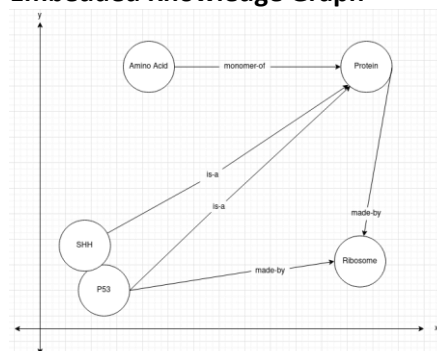 Embedded Knowledge Graph
y
Amino Acid
monomer-of
Protein
is-a
is-a
made-by
SHH
Ribosome
made-by
P53
x